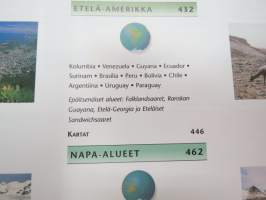 ETELÄ-AMERIKKA 432
Kolumbia • Venezuela • Guyana • Ecuador •
Surinam • Brasilia • Peru • Bolivia • Chile •
Argentiina • Uruguay • Paraguay
Epäitsenäiset alueet: Falklandsaaret, Ranskan
Guayana, Etelä-Georgia ja Eteläiset
Sandwichsaaret
KARTAT 446
NAPA-ALUEET 462